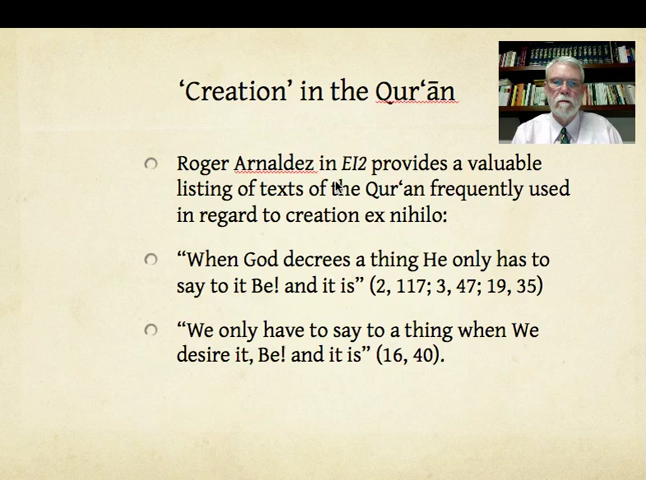 ‘Creation’ in the Qur‘ān
Roger Arnaldez in EI2 provides a valuable
listing of texts of the Qur‘an frequently used
in regard to creation ex nihilo:
“When God decrees a thing He only has to
say to it Be! and it is” (2, 117; 3, 47; 19, 35)
“We only have to say to a thing when We
desire it, Be! and it is” (16, 40).